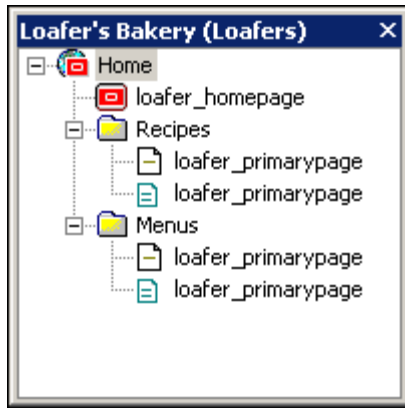 Loafer's Bakery (Loafers)
Home
loafer_homepage
Recipes
loafer_primarypage
loafer_primarypage
Menus
loafer_primarypage
loafer_primarypage